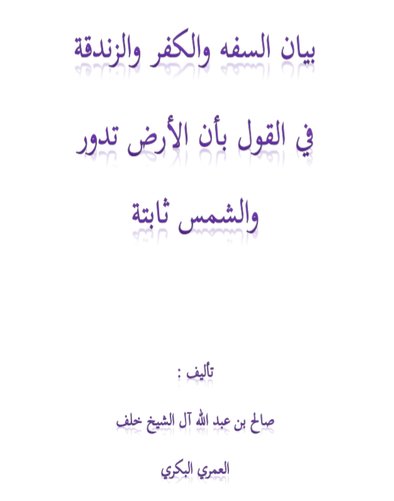 بيان السفه والكفر والزندقة
في القول بأن الأرض تدور
والشمس ثابتة
تأليف :
صالح بن عبد الله آل الشيخ خلف
العمري البكري